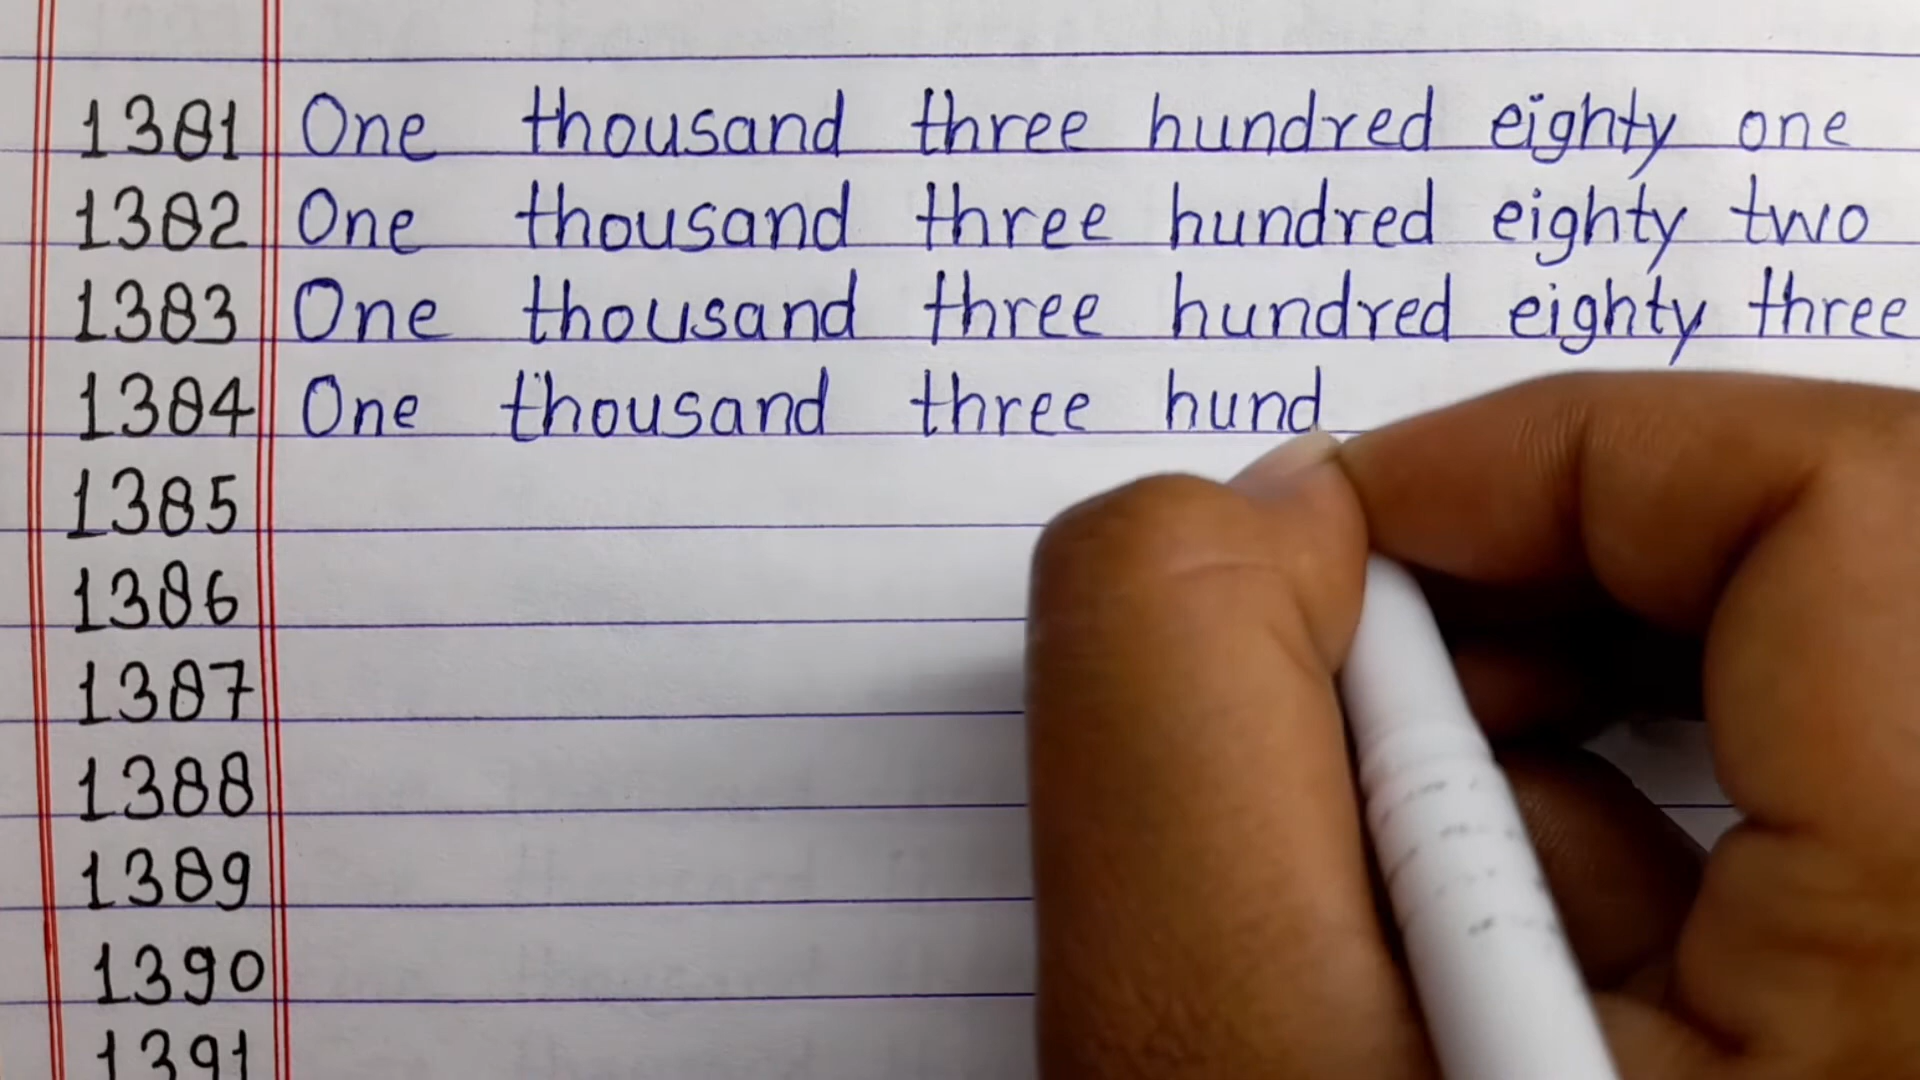 1381 One thousand three hundred eighty one
1382 One thousand three hundred eighty two
1383 One thousand three hundred eighty three
1384 One thousand three hund
1385
1386
1387
1388
1389
1390
1391